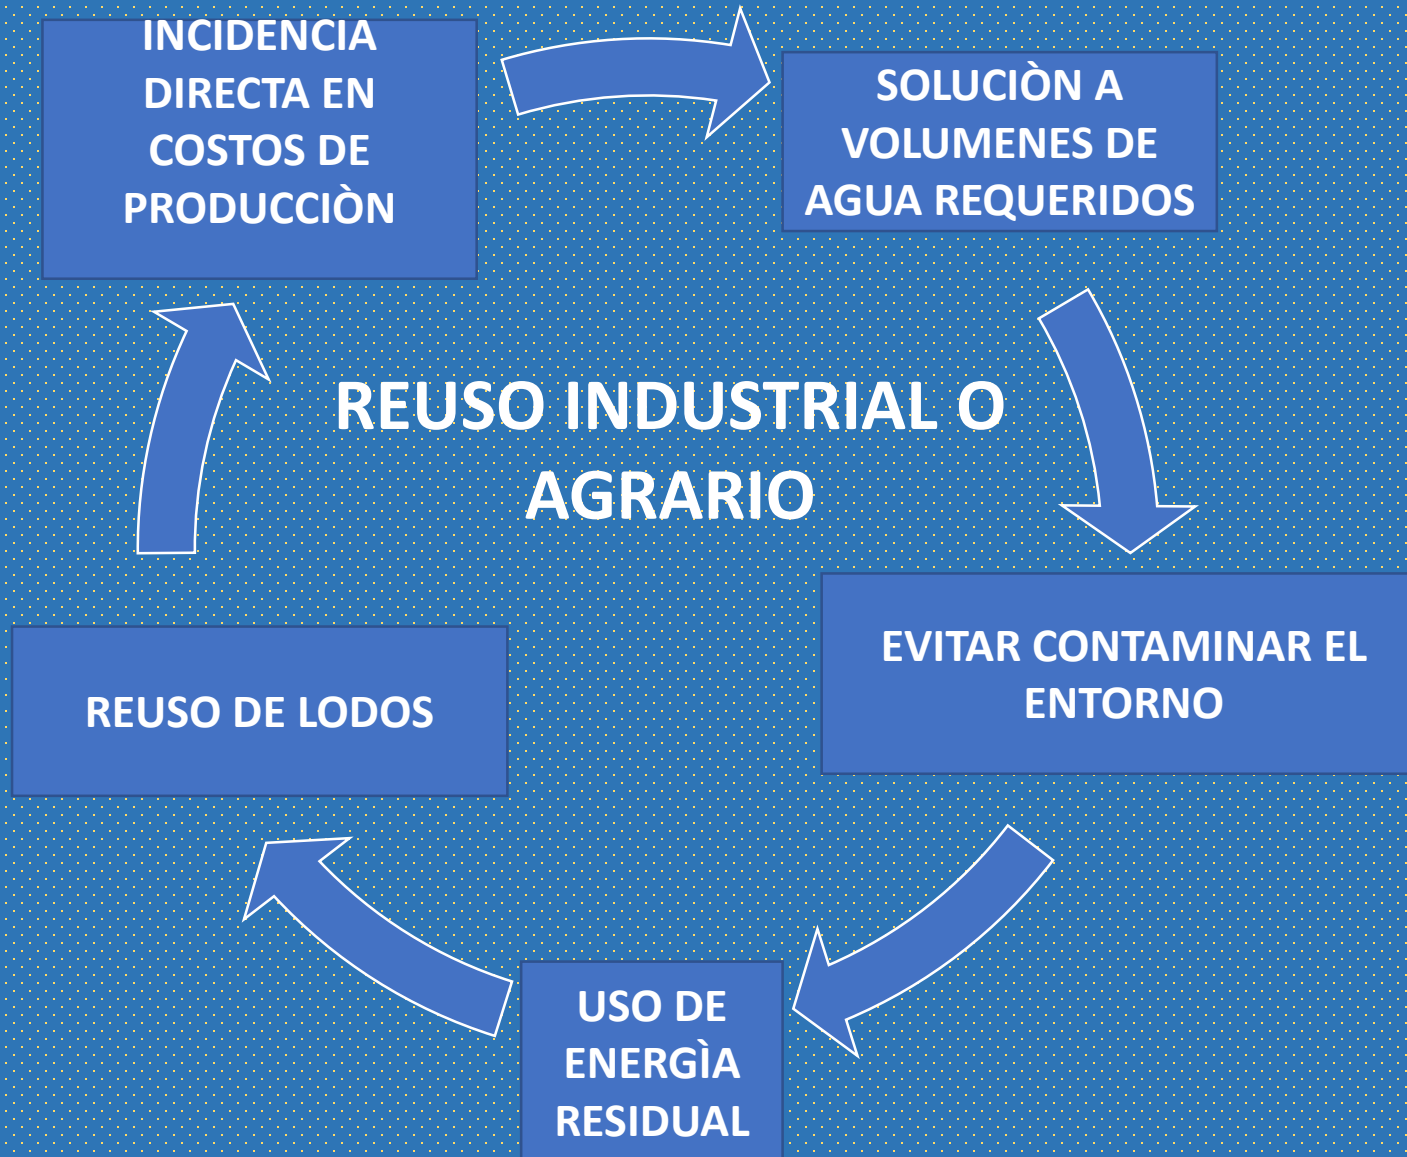 INCIDENCIA
DIRECTA EN
COSTOS DE
PRODUCCIÒN
SOLUCIÒN A
VOLUMENES DE
AGUA REQUERIDOS
REUSO INDUSTRIAL O
AGRARIO
EVITAR CONTAMINAR EL
ENTORNO
REUSO DE LODOS
USO DE
ENERGÌA
RESIDUAL